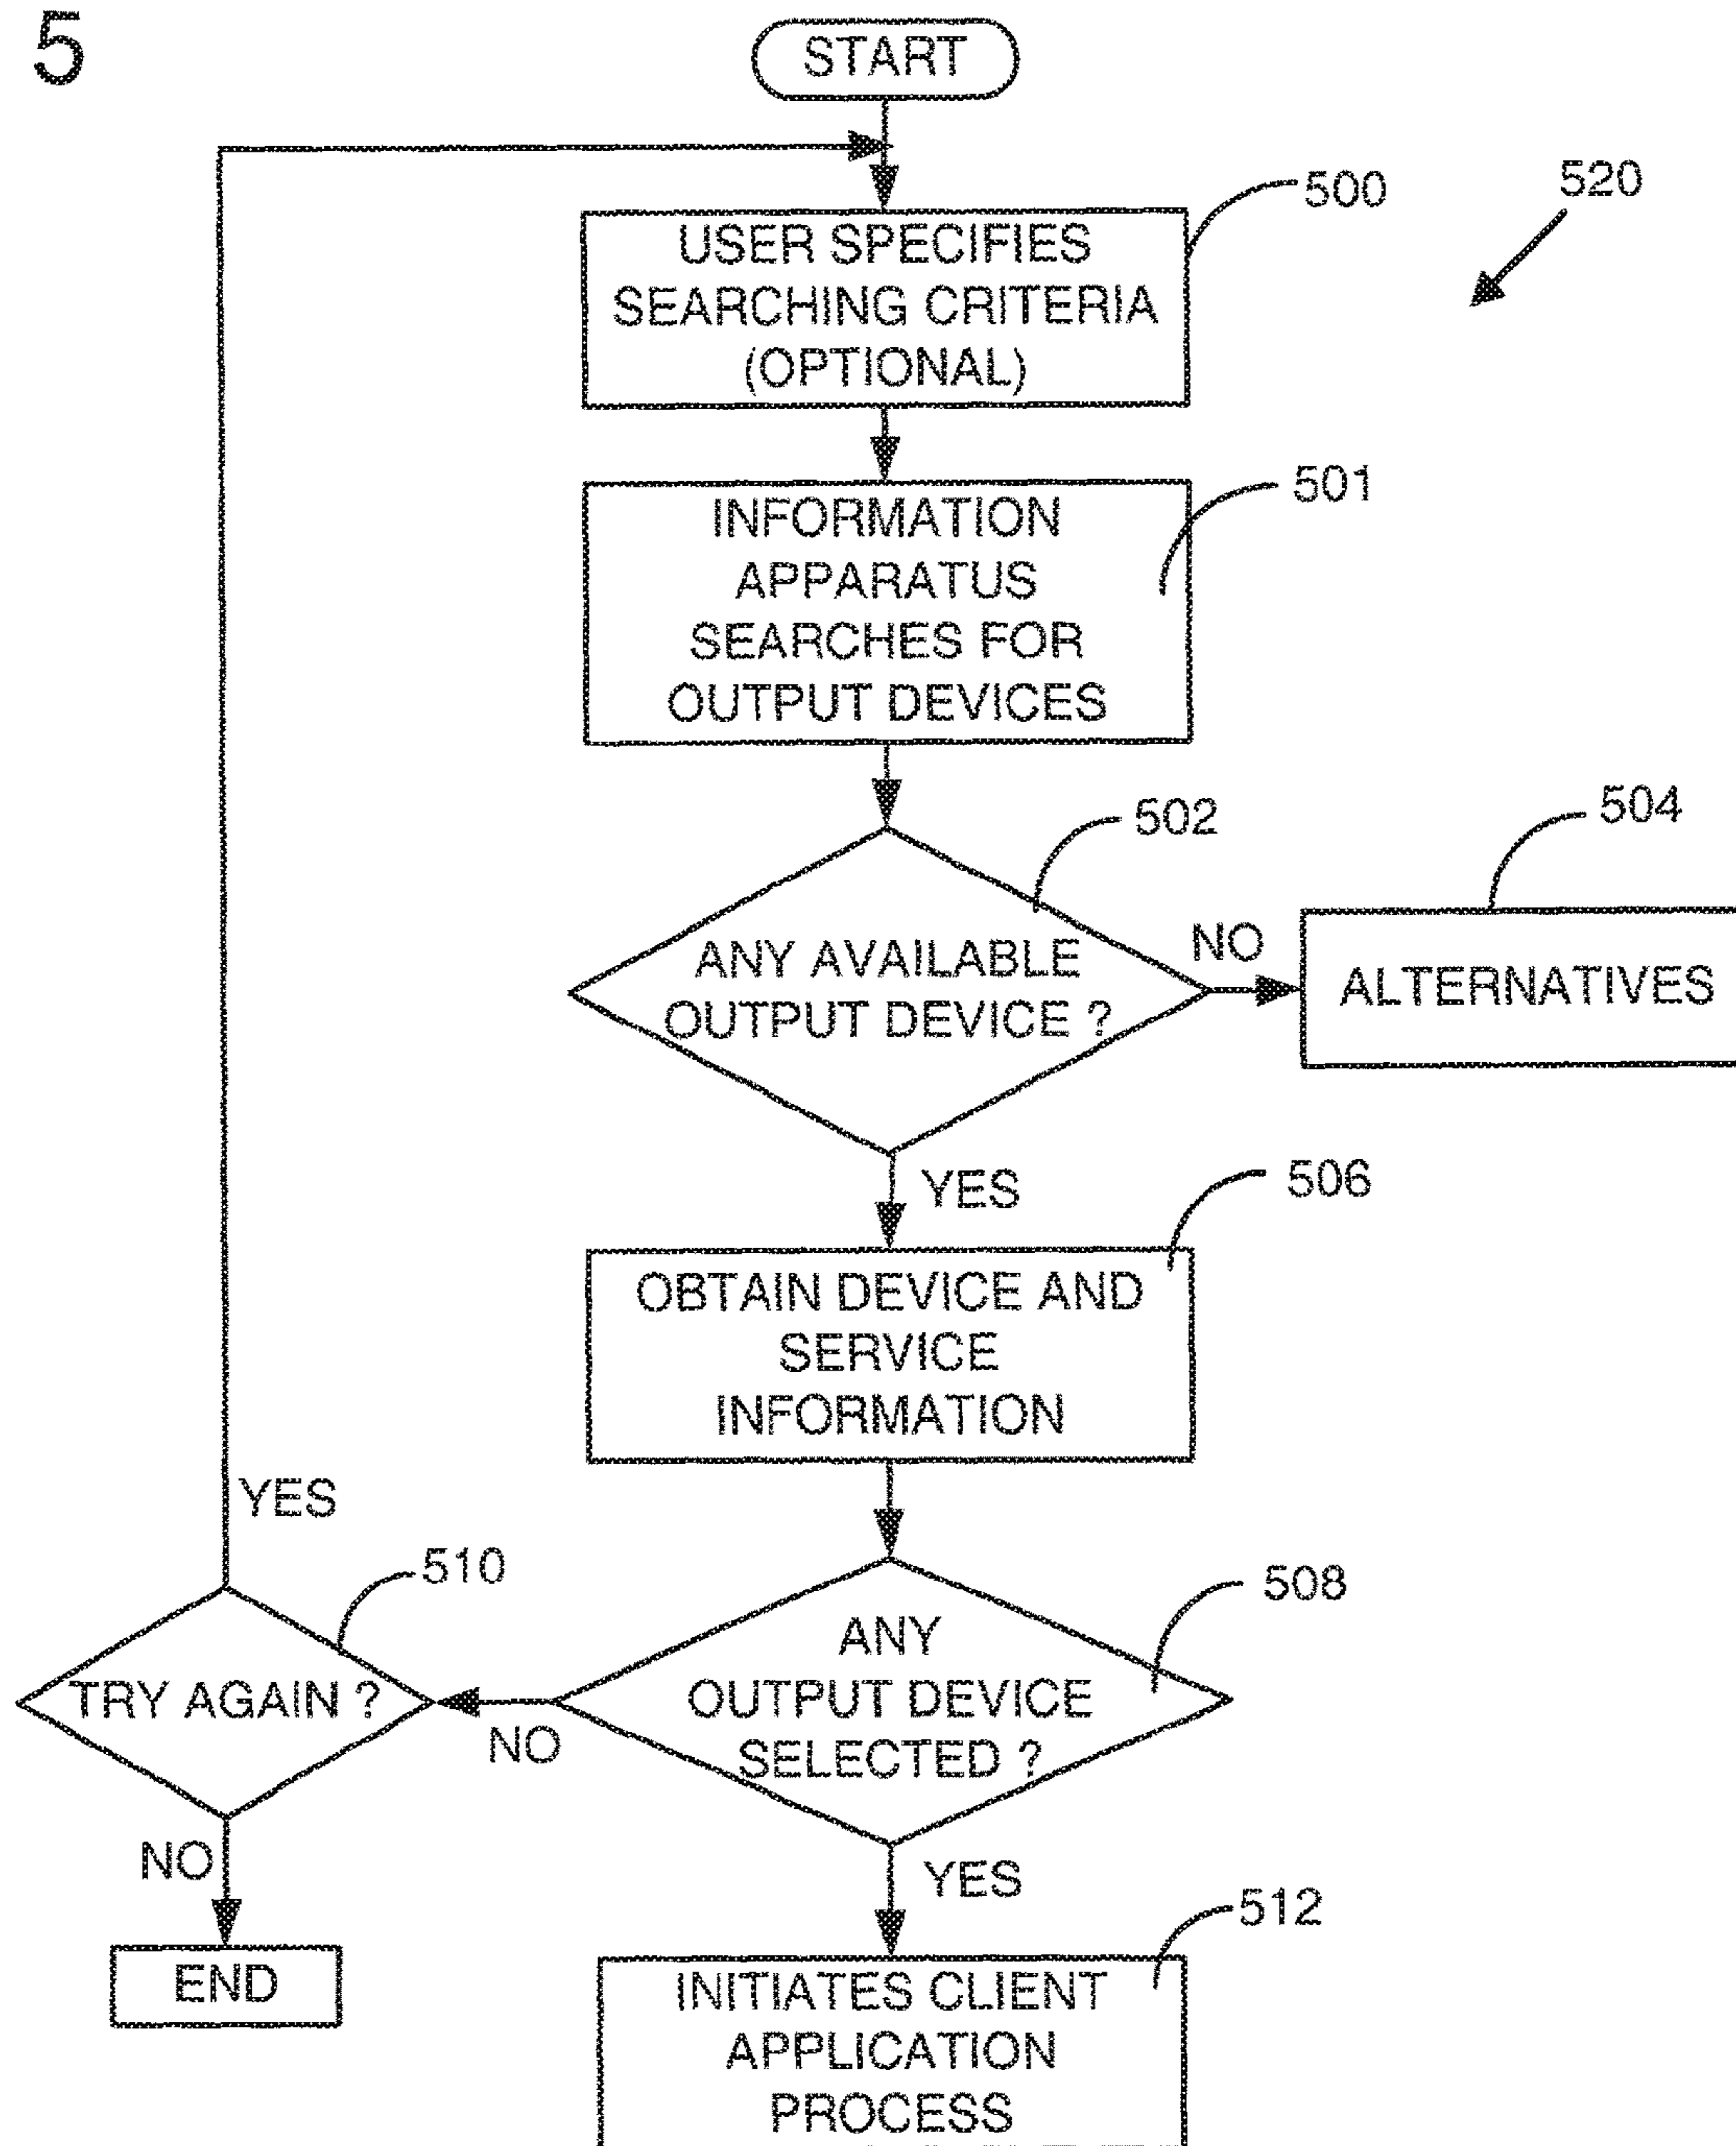 5
START
520
500
USER SPECIFIES
SEARCHING CRITERIA
(OPTIONAL)
501
INFORMATION
APPARATUS
SEARCHES FOR
OUTPUT DEVICES
502
504
ANY AVAILABLE
OUTPUT DEVICE ?
NO
ALTERNATIVES
YES
506
OBTAIN DEVICE AND
SERVICE
INFORMATION
YES
510
508
TRY AGAIN ?
NO
ANY
OUTPUT DEVICE
SELECTED ?
NO
YES
512
END
INITIATES CLIENT
APPLICATION
PROCESS